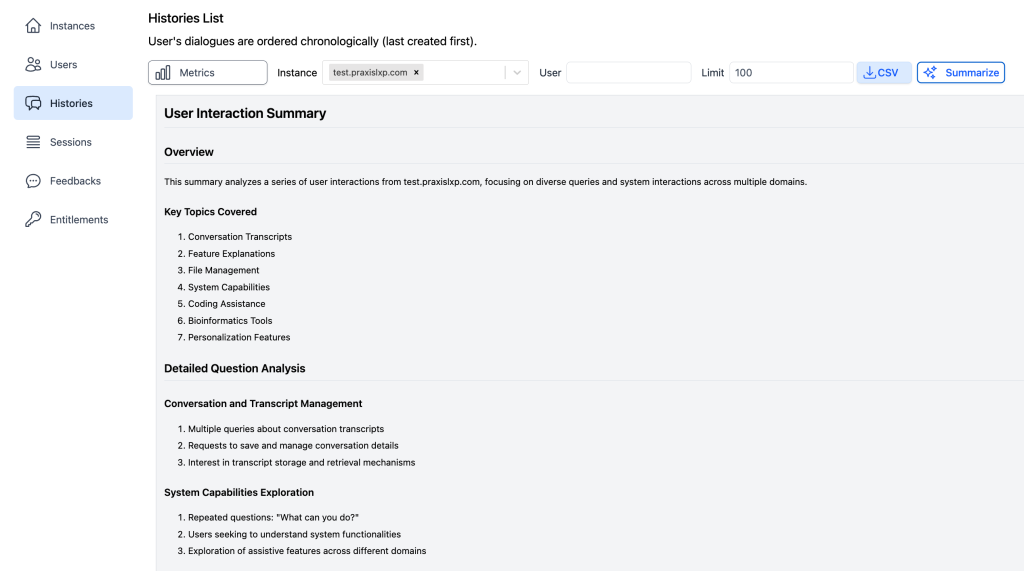 Instances
Users
Histories
Sessions
Feedbacks
Entitlements
Histories List
User's dialogues are ordered chronologically (last created first).
Metrics Instance test.praxislxp.com × User Limit 100 CSV Summarize
User Interaction Summary
Overview
This summary analyzes a series of user interactions from test.praxislxp.com, focusing on diverse queries and system interactions across multiple domains.
Key Topics Covered
1. Conversation Transcripts
2. Feature Explanations
3. File Management
4. System Capabilities
5. Coding Assistance
6. Bioinformatics Tools
7. Personalization Features
Detailed Question Analysis
Conversation and Transcript Management
1. Multiple queries about conversation transcripts
2. Requests to save and manage conversation details
3. Interest in transcript storage and retrieval mechanisms
System Capabilities Exploration
1. Repeated questions: "What can you do?"
2. Users seeking to understand system functionalities
3. Exploration of assistive features across different domains